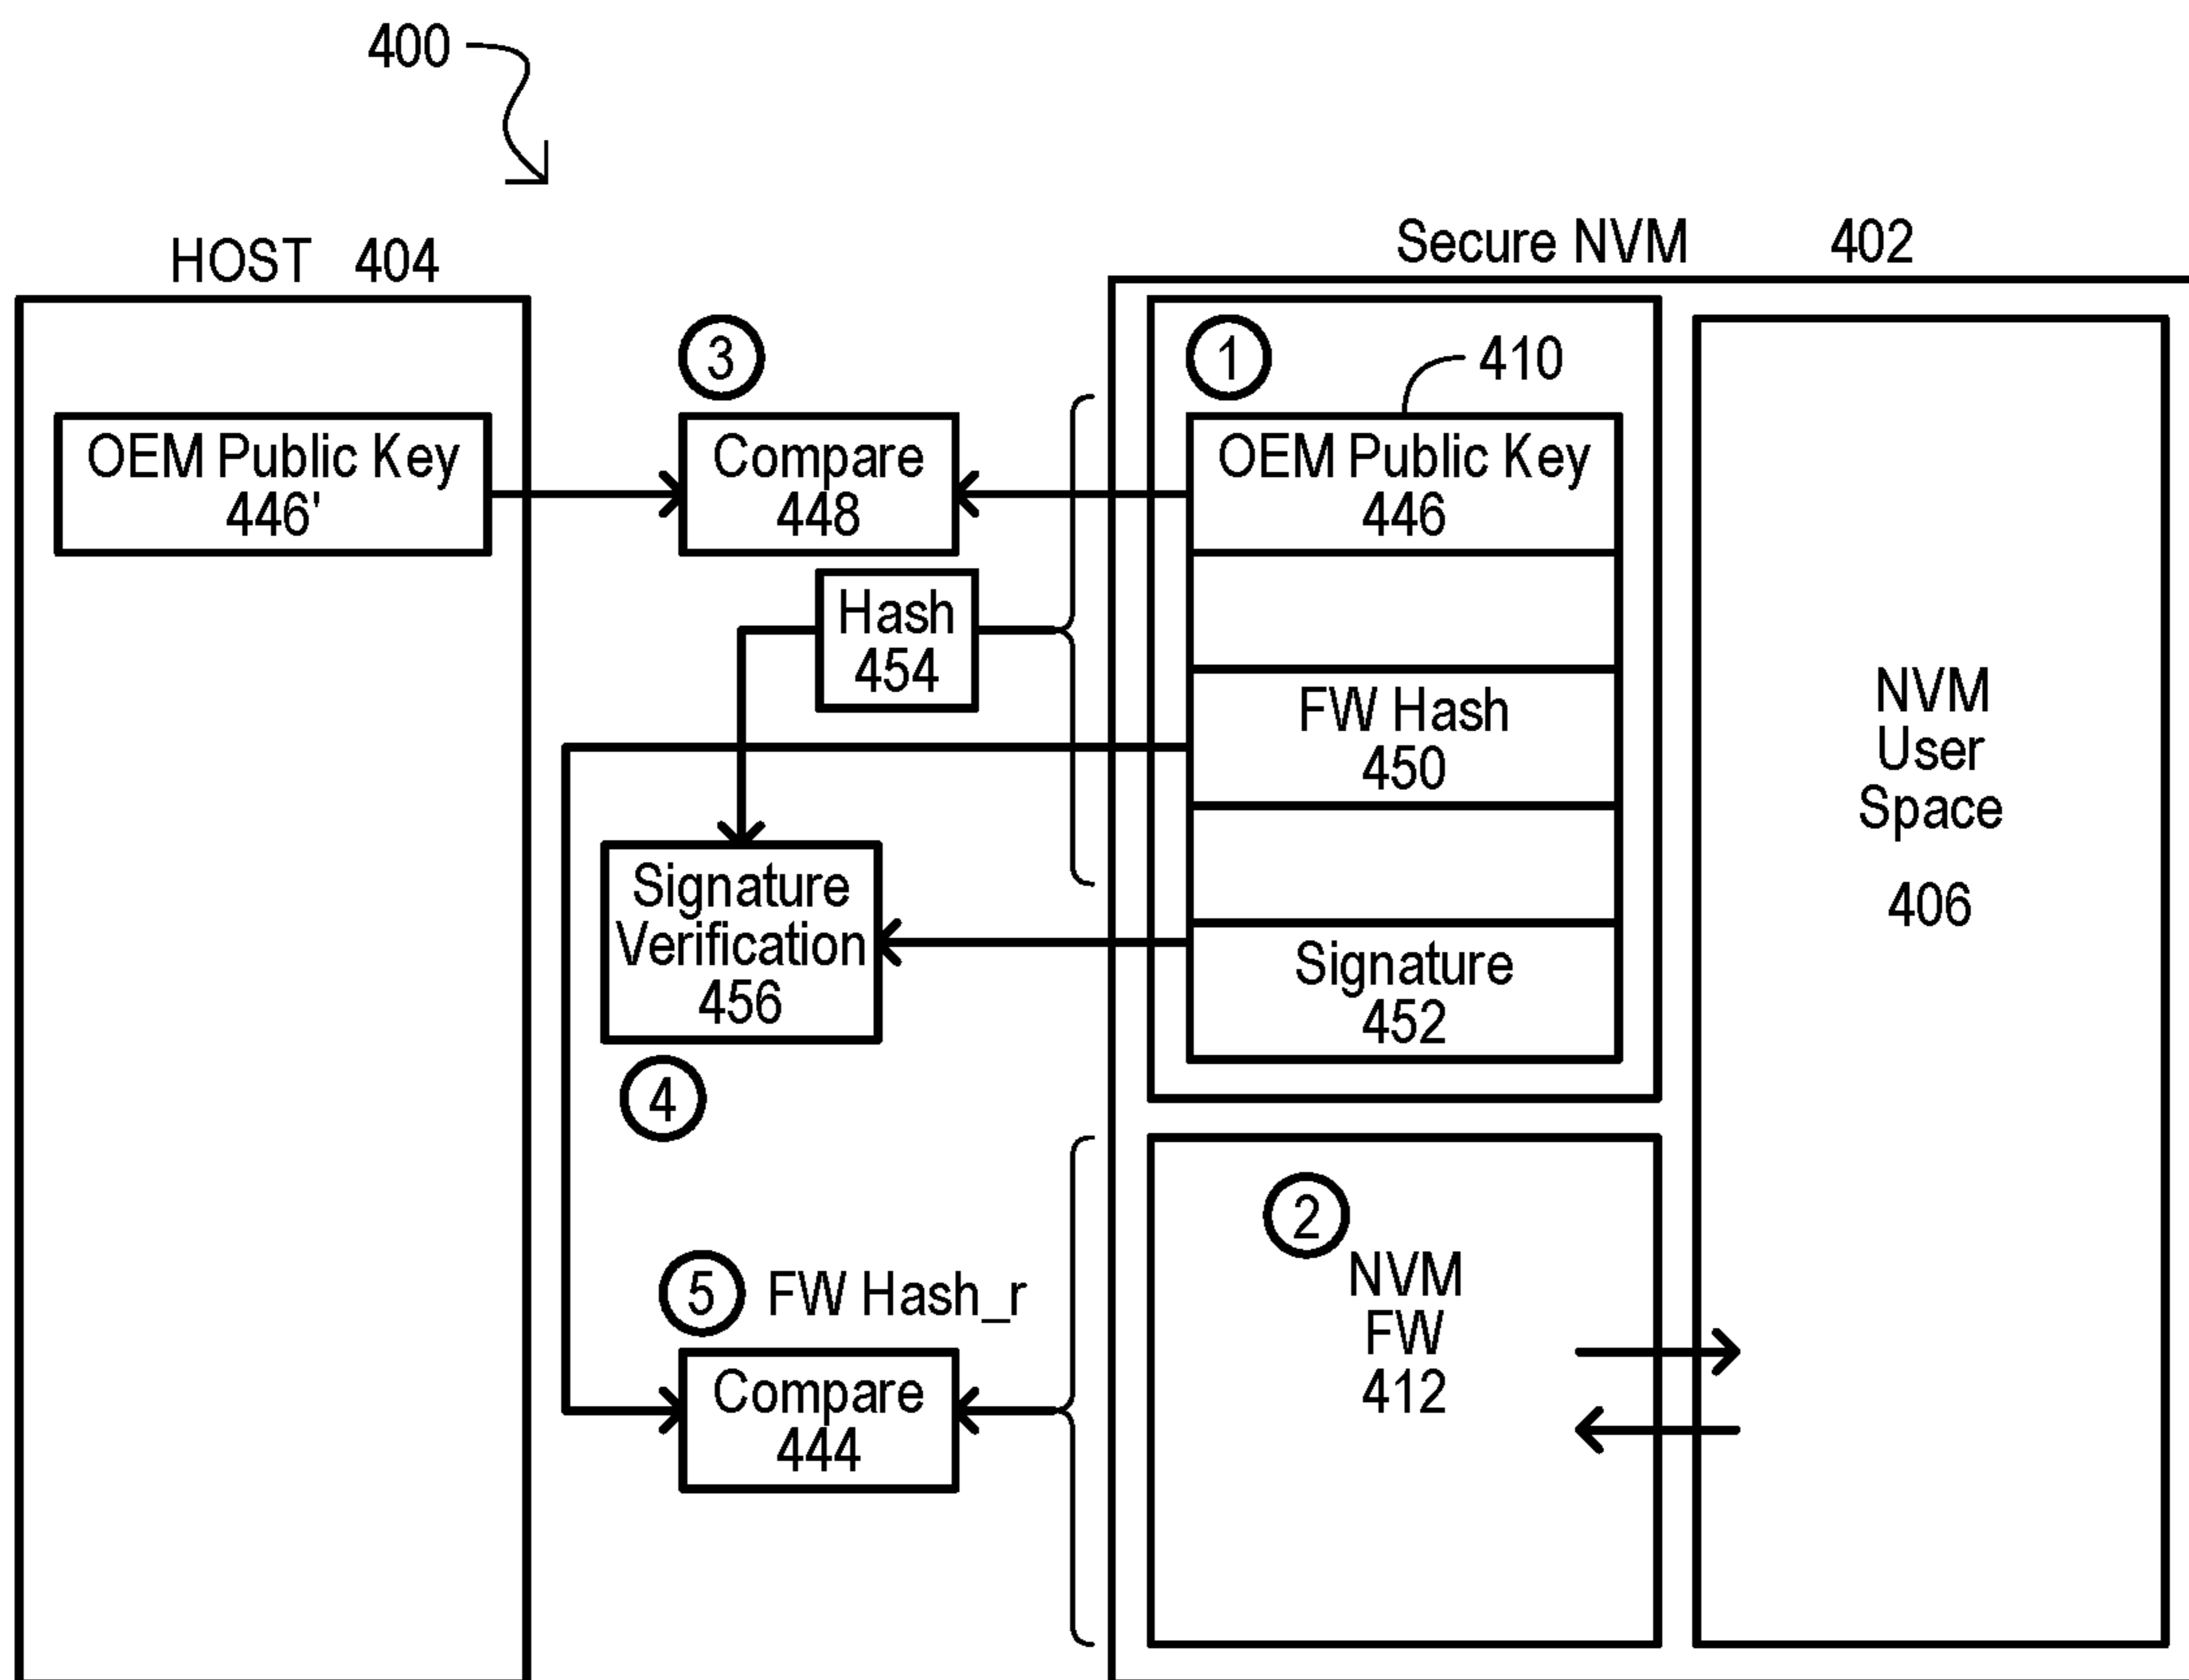 400
HOST 404
Secure NVM 402
3
1
410
OEM Public Key
446'
Compare
448
OEM Public Key
446
Hash
454
FW Hash
450
NVM
User
Space
406
Signature
Verification
456
Signature
452
4
2
NVM
FW
412
5 FW Hash_r
Compare
444